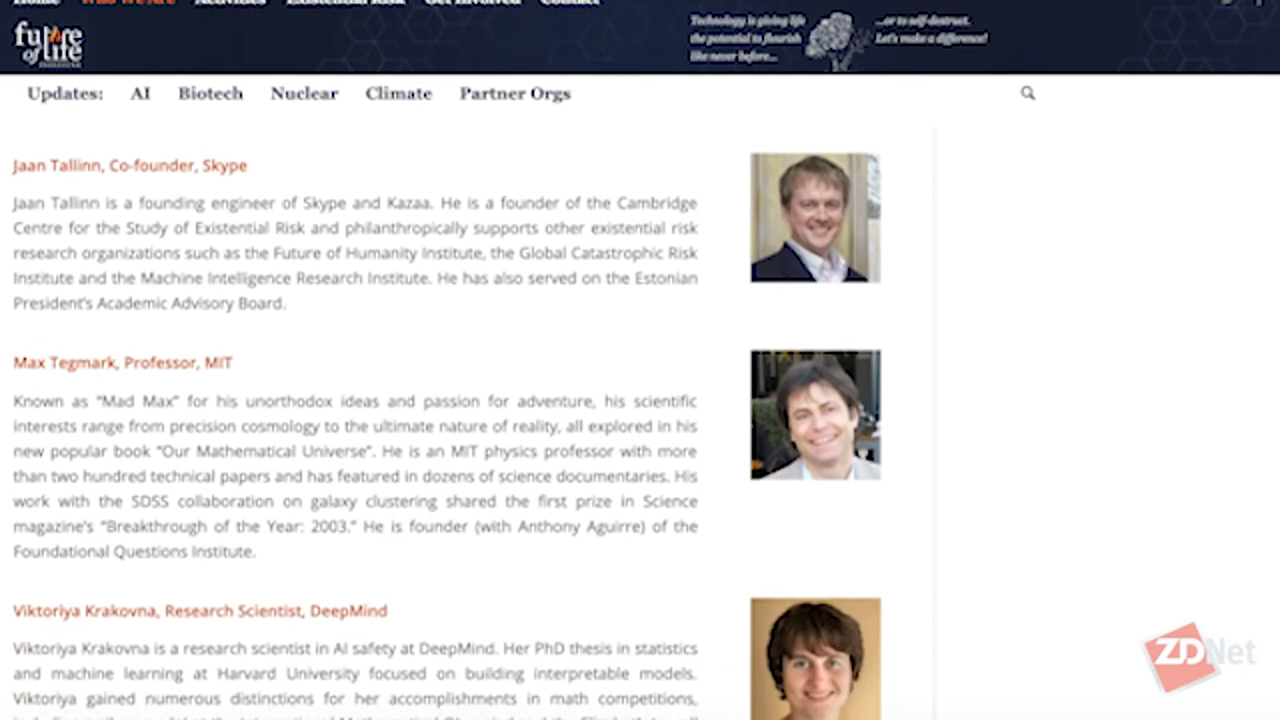 Home Who We Are Activities Existential Risk Get Involved Contact
future
of life
Technology is giving life
the potential to flourish
like never before...
...or to self-destruct.
Let's make a difference!
Updates: AI Biotech Nuclear Climate Partner Orgs
Jaan Tallinn, Co-founder, Skype
Jaan Tallinn is a founding engineer of Skype and Kazaa. He is a founder of the Cambridge
Centre for the Study of Existential Risk and philanthropically supports other existential risk
research organizations such as the Future of Humanity Institute, the Global Catastrophic Risk
Institute and the Machine Intelligence Research Institute. He has also served on the Estonian
President's Academic Advisory Board.
Max Tegmark, Professor, MIT
Known as “Mad Max” for his unorthodox ideas and passion for adventure, his scientific
interests range from precision cosmology to the ultimate nature of reality, all explored in his
new popular book “Our Mathematical Universe”. He is an MIT physics professor with more
than two hundred technical papers and has featured in dozens of science documentaries. His
work with the SDSS collaboration on galaxy clustering shared the first prize in Science
magazine's “Breakthrough of the Year: 2003.” He is founder (with Anthony Aguirre) of the
Foundational Questions Institute.
Viktoriya Krakovna, Research Scientist, DeepMind
Viktoriya Krakovna is a research scientist in AI safety at DeepMind. Her PhD thesis in statistics
and machine learning at Harvard University focused on building interpretable models.
Viktoriya gained numerous distinctions for her accomplishments in math competitions,
ZDNet